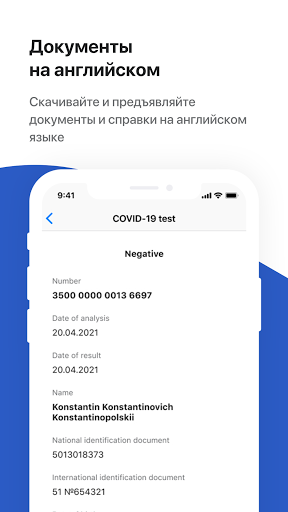 Документы
на английском
Скачивайте и предъявляйте
документы и справки на английском
языке
9:41
COVID-19 test
Negative
Number
3500 0000 0013 6697
Date of analysis
20.04.2021
Date of result
20.04.2021
Name
Konstantin Konstantinovich
Konstantinopolskii
National identification document
5013018373
International identification document
51 №654321